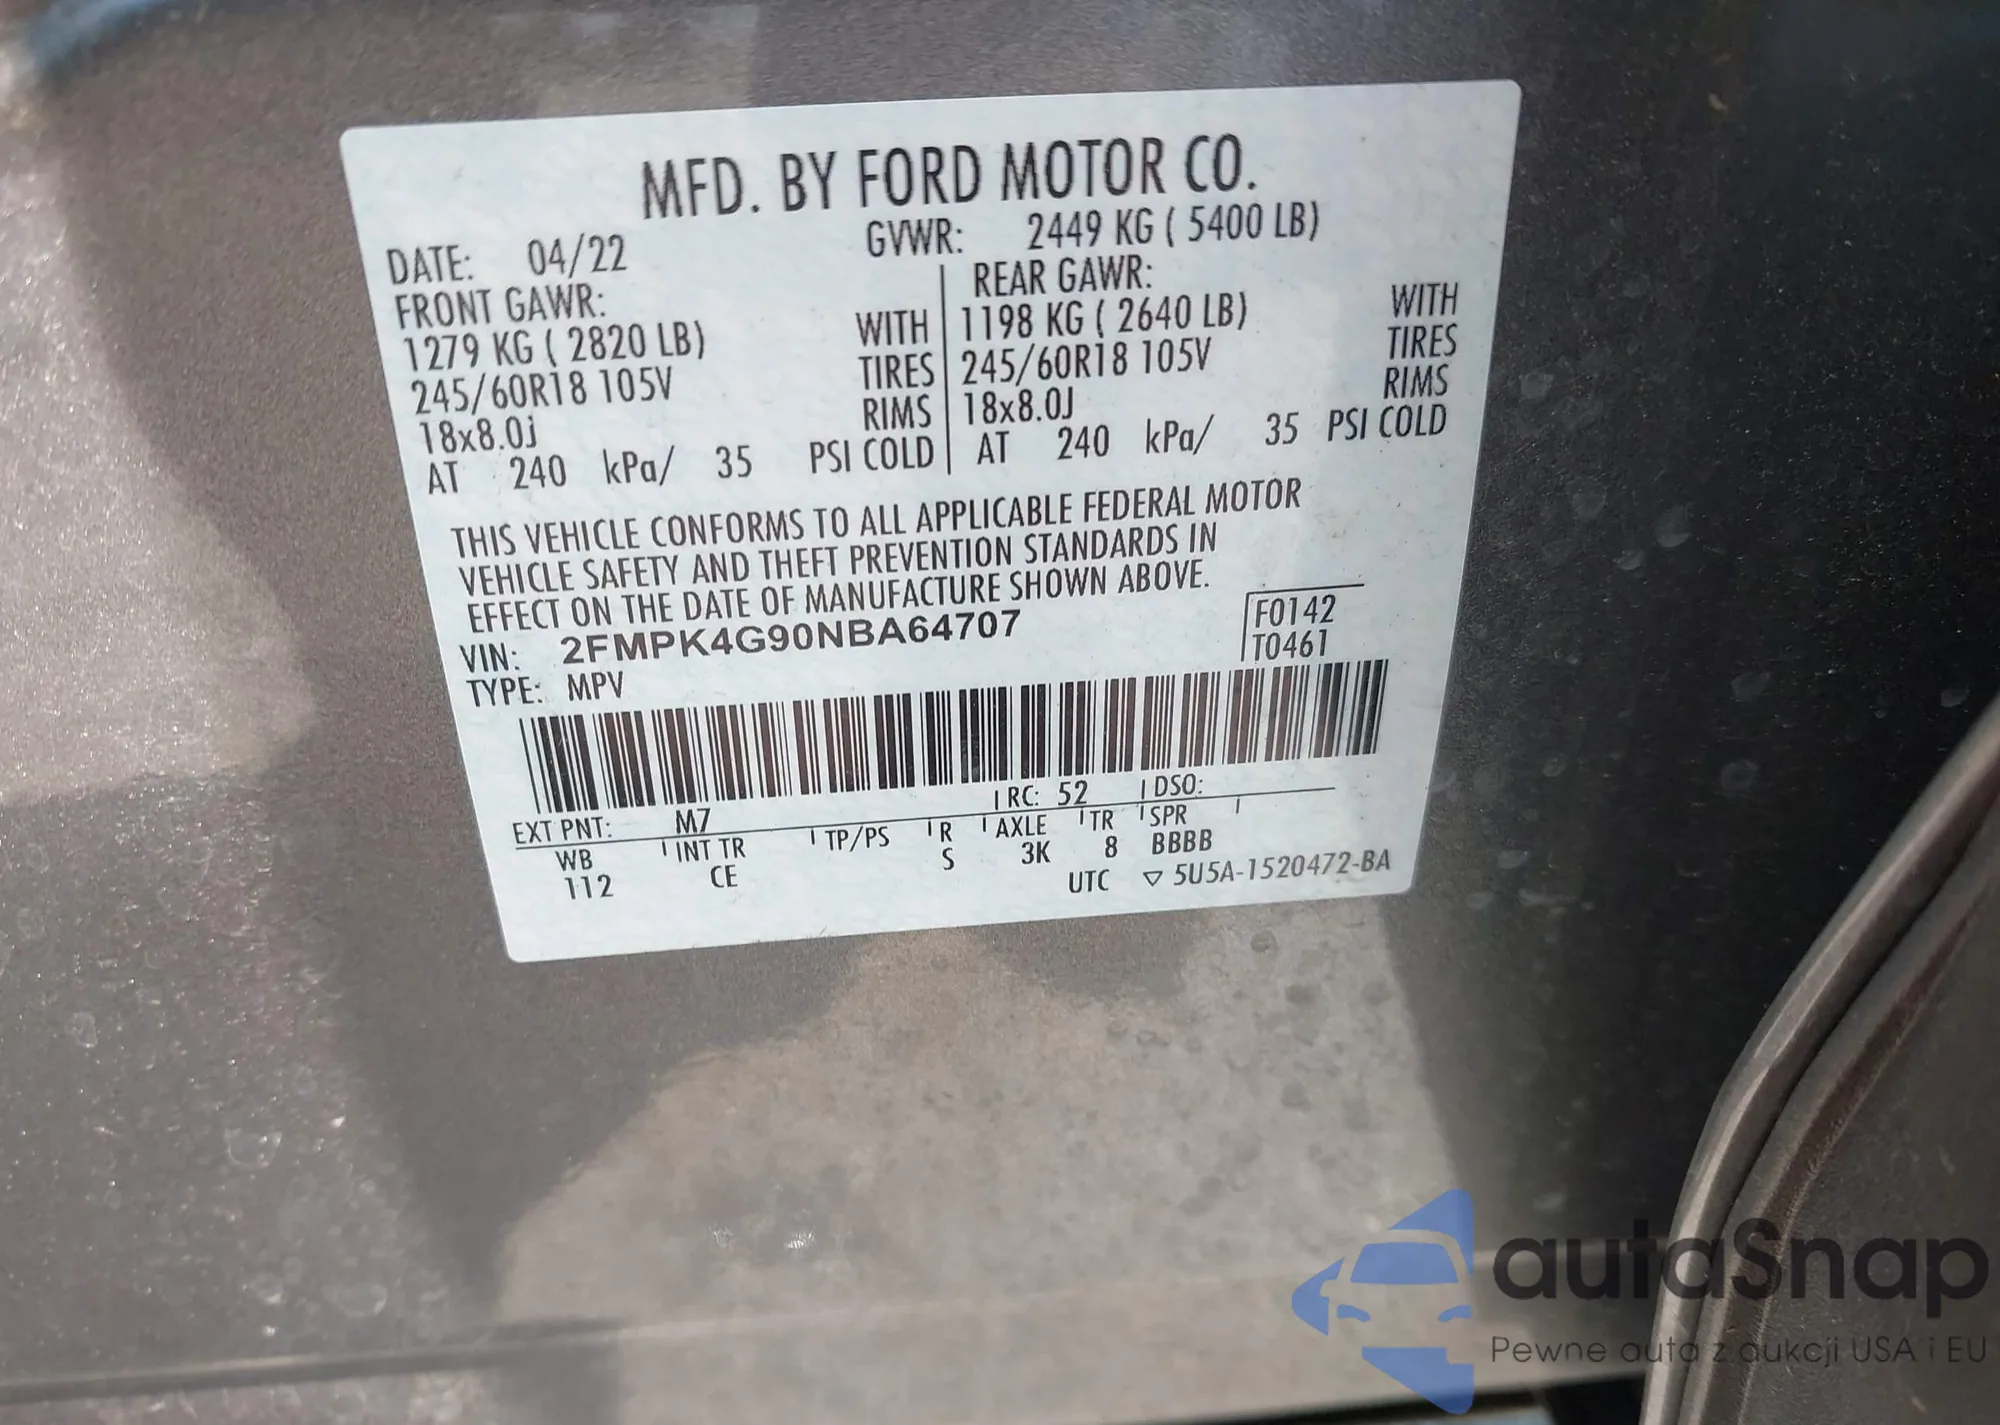 MFD. BY FORD MOTOR CO.
DATE: 04/22 GVWR: 2449 KG ( 5400 LB)
FRONT GAWR: REAR GAWR:
1279 KG ( 2820 LB) WITH 1198 KG ( 2640 LB) WITH
245/60R18 105V TIRES 245/60R18 105V TIRES
18x8.0J RIMS 18x8.0J RIMS
AT 240 kPa/ 35 PSI COLD AT 240 kPa/ 35 PSI COLD
THIS VEHICLE CONFORMS TO ALL APPLICABLE FEDERAL MOTOR
VEHICLE SAFETY AND THEFT PREVENTION STANDARDS IN
EFFECT ON THE DATE OF MANUFACTURE SHOWN ABOVE.
VIN: 2FMPK4G90NBA64707 F0142
TYPE: MPV T0461
EXT PNT: M7 RC: 52 DSO:
WB INT TR TP/PS R AXLE TR SPR
112 CE S 3K 8 BBBB
UTC ▽ 5U5A-1520472-BA
autaSnap
Pewne auta z aukcji USA i EU